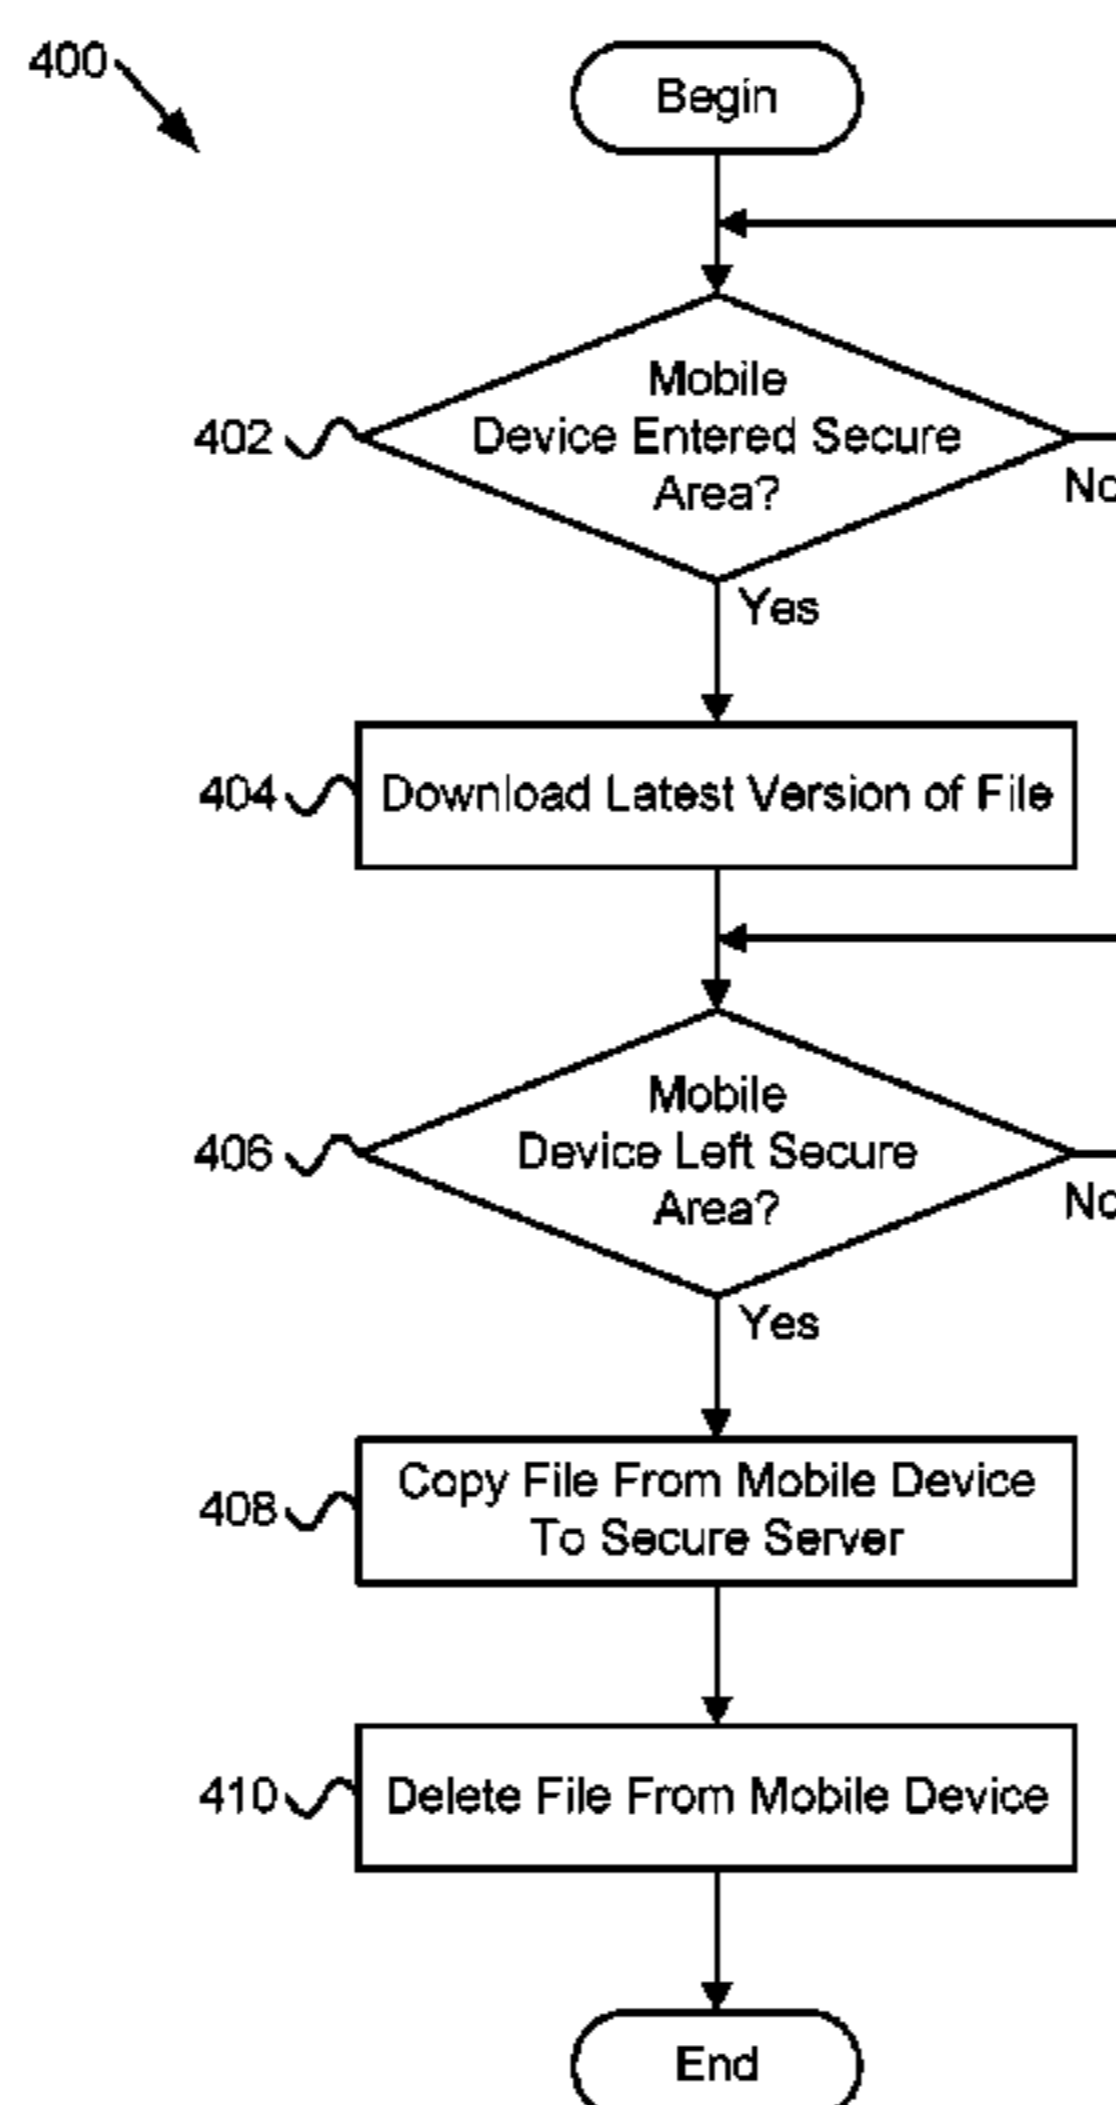 400
Begin
Mobile
Device Entered Secure
Area?
402
No
Yes
404
Download Latest Version of File
Mobile
Device Left Secure
Area?
406
No
Yes
Copy File From Mobile Device
To Secure Server
408
410
Delete File From Mobile Device
End